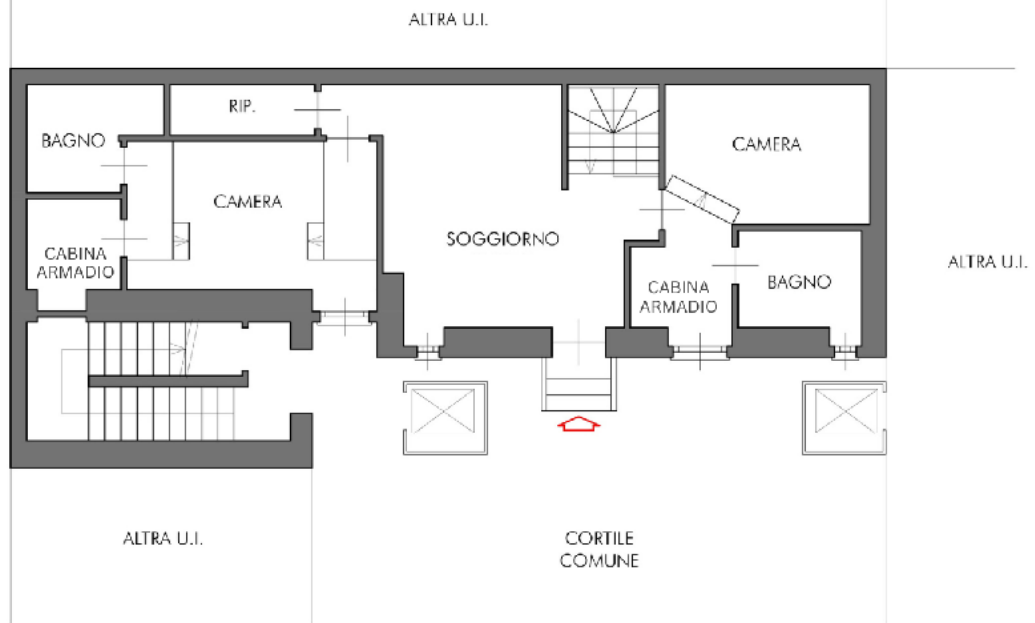 ALTRA U.I.
RIP.
BAGNO
CAMERA
CAMERA
SOGGIORNO
CABINA
ARMADIO
ALTRA U.I.
CABINA
ARMADIO
BAGNO
ALTRA U.I.
CORTILE
COMUNE